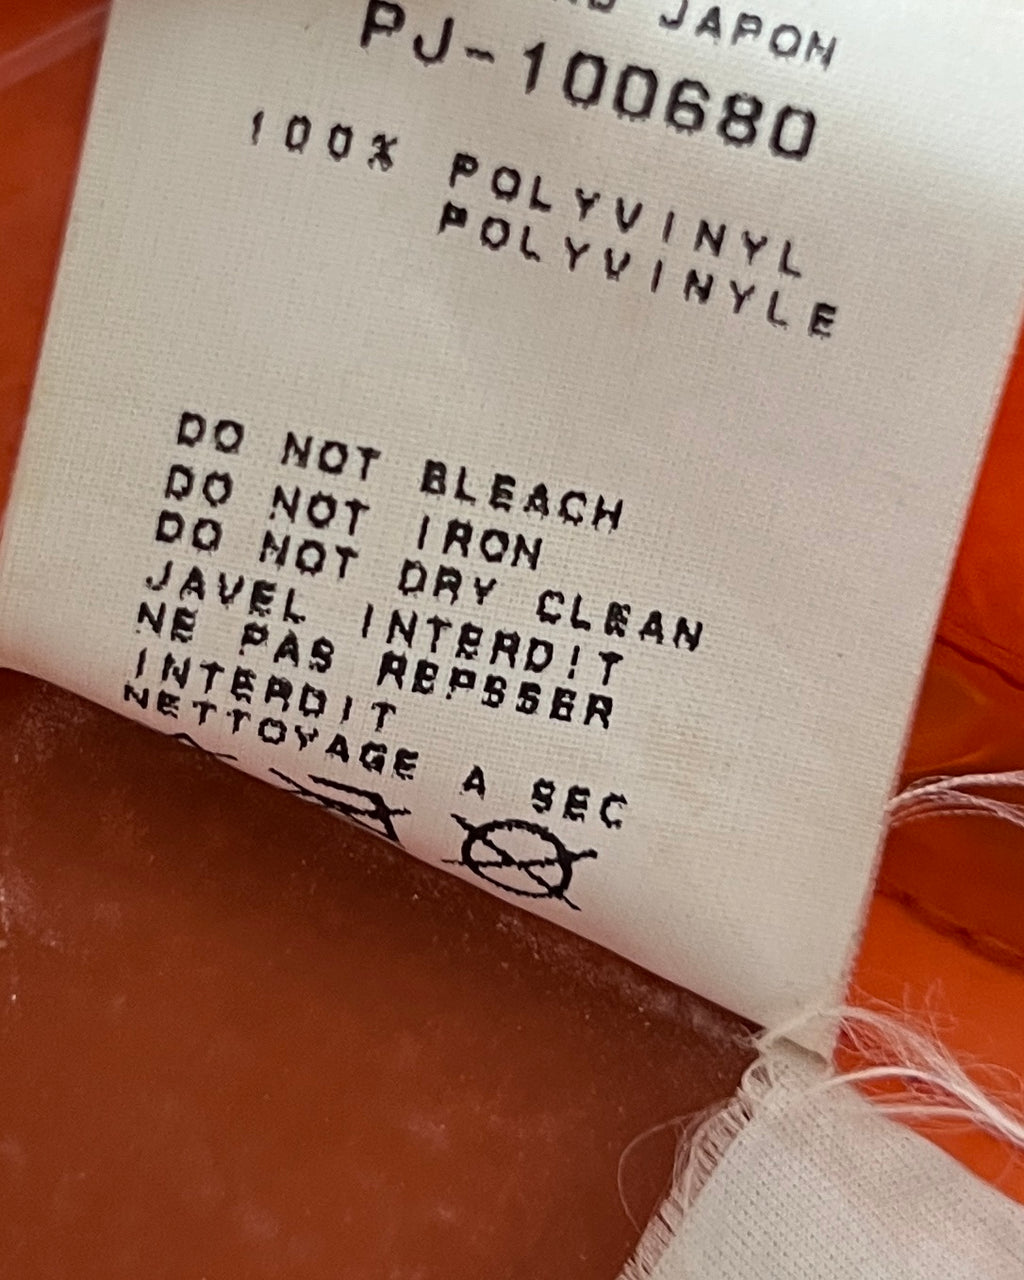 JAPON
PJ-100680
100% POLYVINYL
POLYVINYLE
DO NOT BLEACH
DO NOT IRON
DO NOT DRY CLEAN
JAVEL INTERDIT
NE PAS REPSSER
INTERDIT
NETTOYAGE A SEC